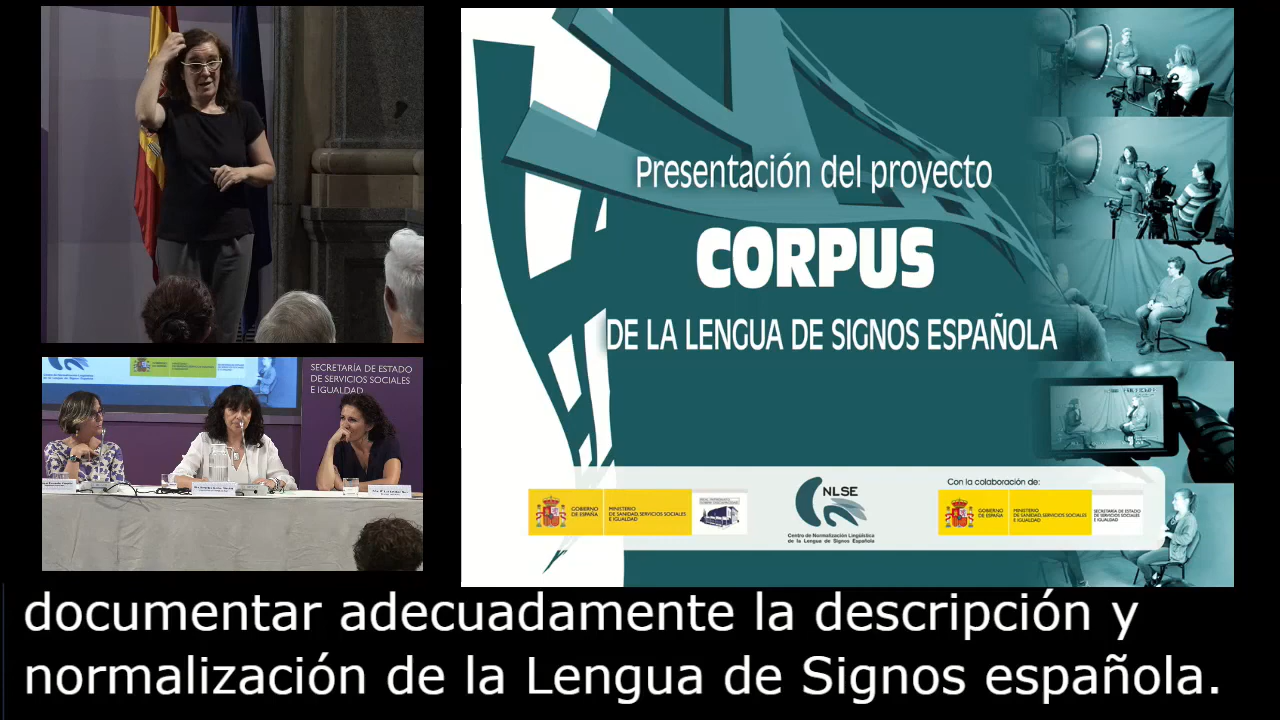 SECRETARÍA DE ESTADO
DE SERVICIOS SOCIALES
E IGUALDAD
Presentación del proyecto
CORPUS
DE LA LENGUA DE SIGNOS ESPAÑOLA
GOBIERNO
DE ESPAÑA
MINISTERIO
DE SANIDAD, SERVICIOS SOCIALES
E IGUALDAD
NLSE
Centro de Normalización Lingüística
de la Lengua de Signos Española
Con la colaboración de:
GOBIERNO
DE ESPAÑA
MINISTERIO
DE SANIDAD, SERVICIOS SOCIALES
E IGUALDAD
SECRETARÍA DE ESTADO
DE SERVICIOS SOCIALES
E IGUALDAD
documentar adecuadamente la descripción y
normalización de la Lengua de Signos española.